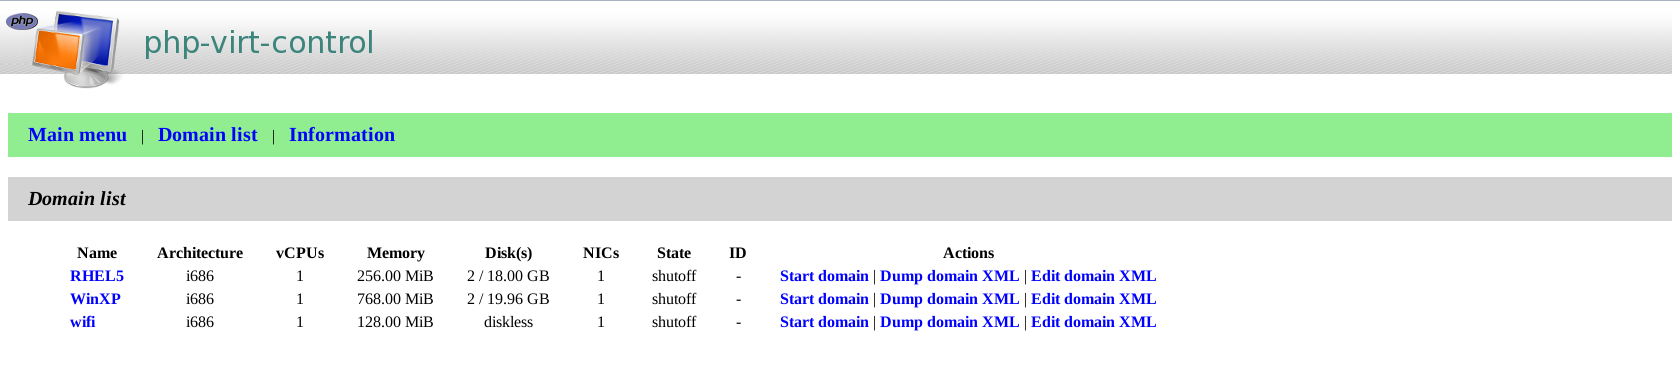 php
php-virt-control
Main menu | Domain list | Information
Domain list
Name Architecture vCPUs Memory Disk(s) NICs State ID Actions
RHEL5 i686 1 256.00 MiB 2 / 18.00 GB 1 shutoff - Start domain | Dump domain XML | Edit domain XML
WinXP i686 1 768.00 MiB 2 / 19.96 GB 1 shutoff - Start domain | Dump domain XML | Edit domain XML
wifi i686 1 128.00 MiB diskless 1 shutoff - Start domain | Dump domain XML | Edit domain XML